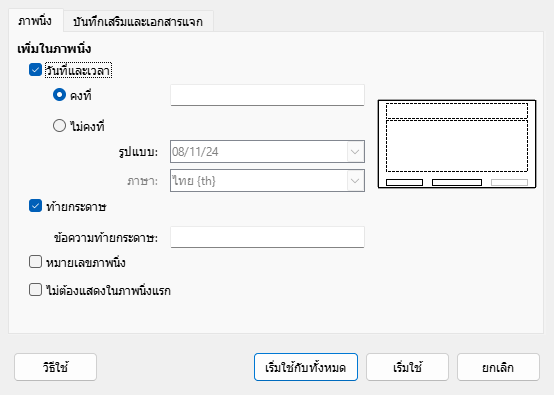 ภาพนิ่ง
บันทึกเสริมและเอกสารแจก
เพิ่มในภาพนิ่ง
วันที่และเวลา
คงที่
ไม่คงที่
รูปแบบ: 08/11/24
ภาษา: ไทย {th}
ท้ายกระดาษ
ข้อความท้ายกระดาษ:
หมายเลขภาพนิ่ง
ไม่ต้องแสดงในภาพนิ่งแรก
วิธีใช้ เริ่มใช้กับทั้งหมด เริ่มใช้ ยกเลิก